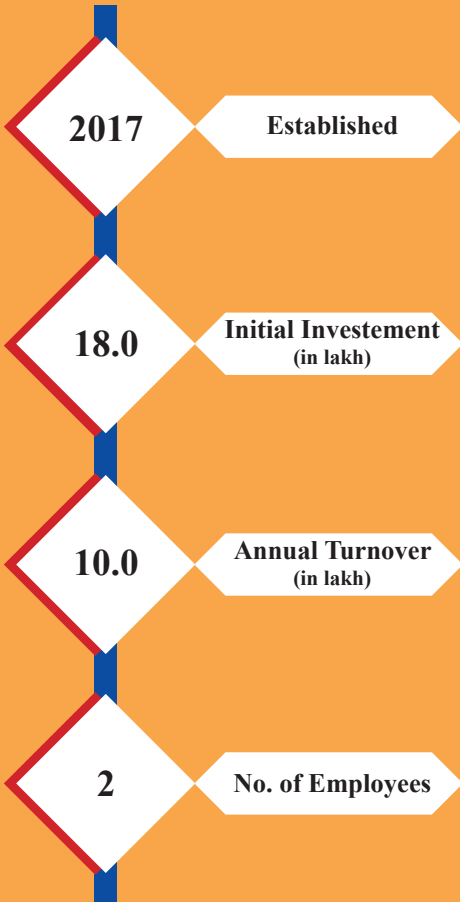 2017
Established
18.0
Initial Investement
(in lakh)
10.0
Annual Turnover
(in lakh)
2
No. of Employees